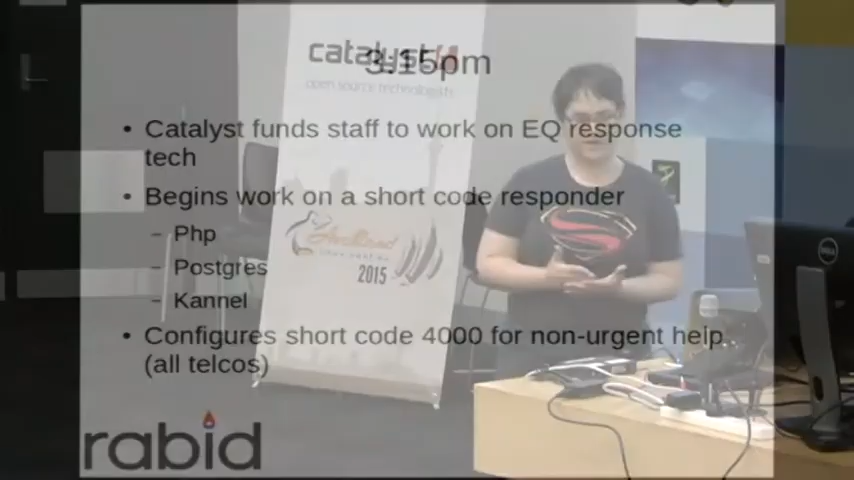 3:15pm
catalyst
open source technologists
• Catalyst funds staff to work on EQ response
tech
• Begins work on a short code responder
– Php
– Postgres
– Kannel
2015
• Configures short code 4000 for non-urgent help
(all telcos)
rabid
DELL